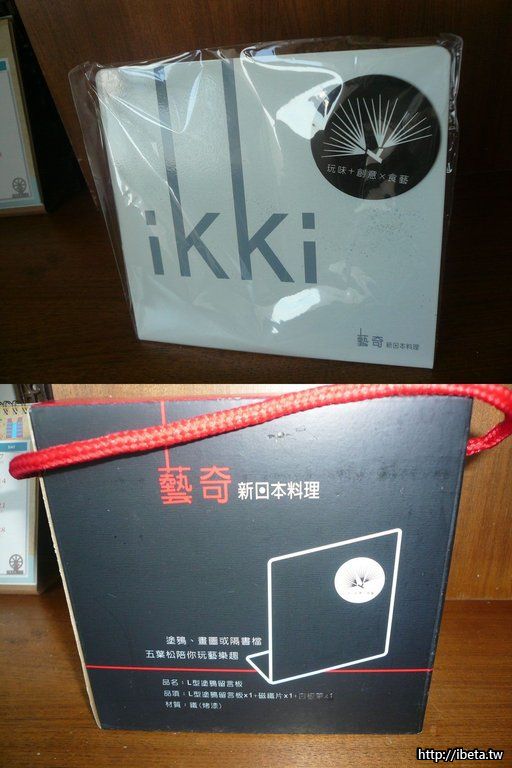 玩味+創意×食藝
ikki
藝奇 新日本料理
藝奇 新日本料理
塗鴉、畫圖或隔書檔
五葉松陪你玩藝樂趣
品名：L型塗鴉留言板
品項：L型塗鴉留言板x1+磁鐵片x1+白板筆x1
材質：鐵(烤漆)
http://ibeta.tw